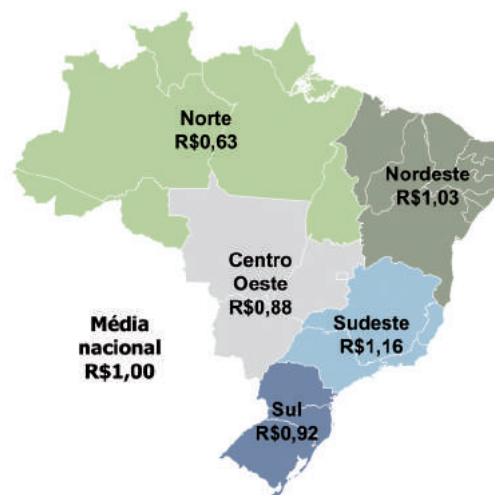 Norte
R$0,63
Nordeste
R$1,03
Centro
Oeste
R$0,88
Média
nacional
R$1,00
Sudeste
R$1,16
Sul
R$0,92